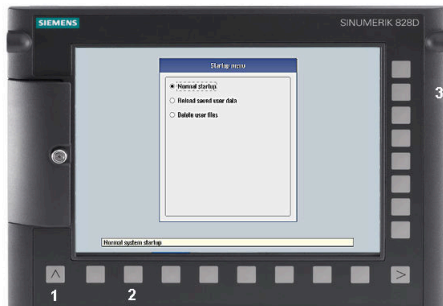 SIEMENS
SINUMERIK 828D
Startup menu
Normal startup
Reload saved user data
Delete user files
3
Normal system startup
1
2